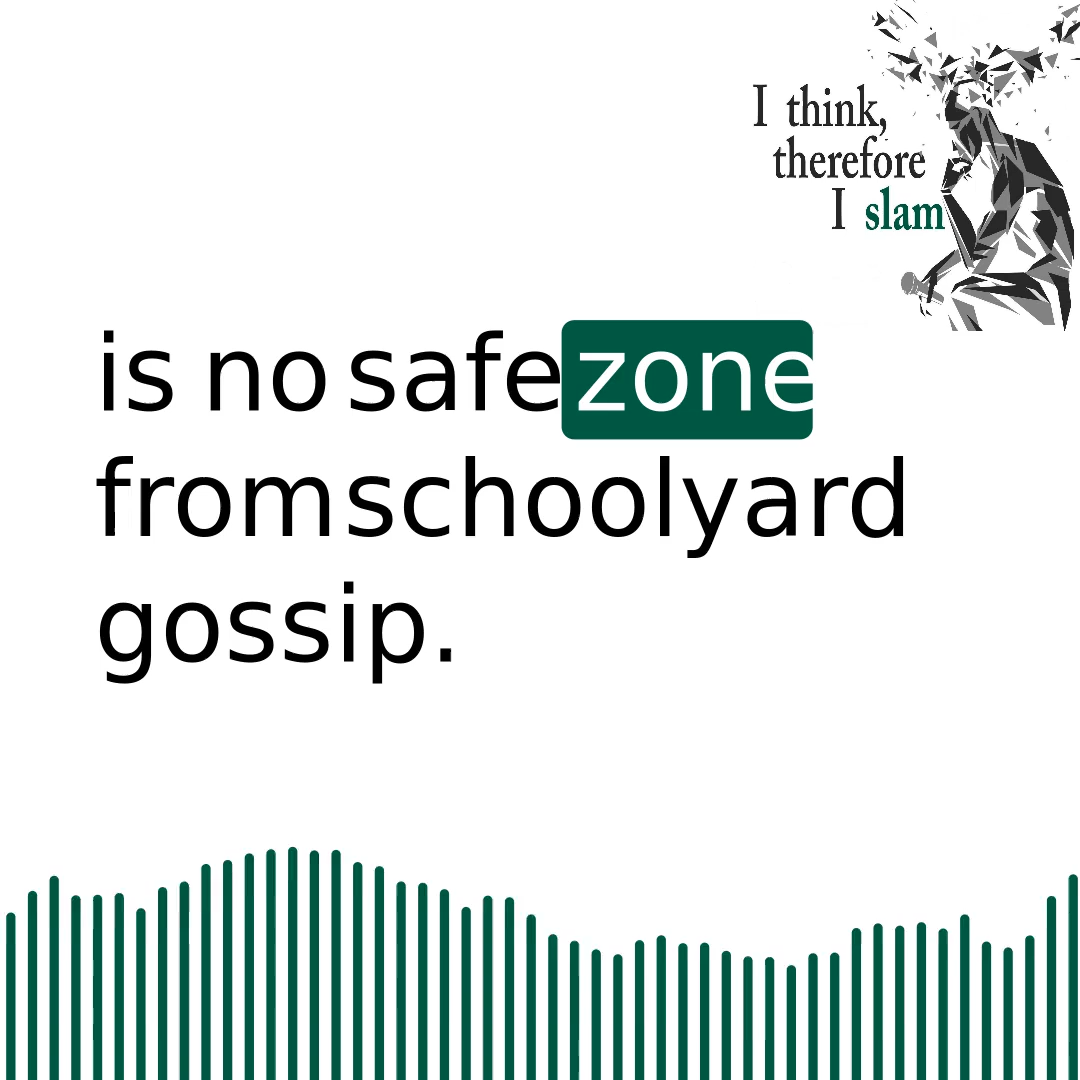 I think,
therefore
I slam
is no safe zone
from schoolyard
gossip.